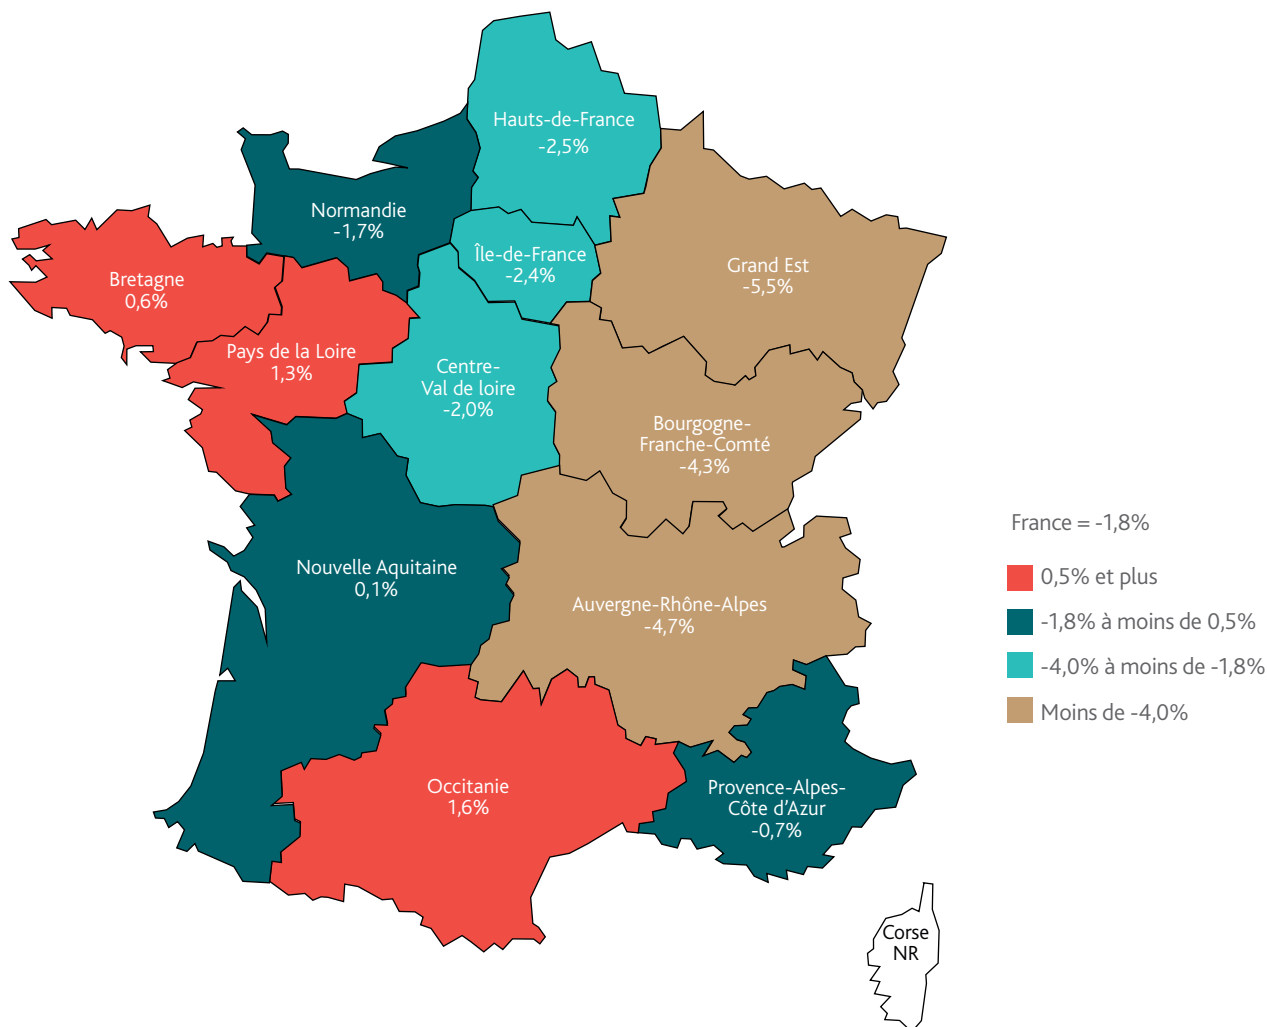 Hauts-de-France
-2,5%
Normandie
-1,7%
Île-de-France
-2,4%
Grand Est
-5,5%
Bretagne
0,6%
Pays de la Loire
1,3%
Centre-
Val de loire
-2,0%
Bourgogne-
Franche-Comté
-4,3%
Nouvelle Aquitaine
0,1%
Auvergne-Rhône-Alpes
-4,7%
Occitanie
1,6%
Provence-Alpes-
Côte d'Azur
-0,7%
Corse
NR
France = -1,8%
0,5% et plus
-1,8% à moins de 0,5%
-4,0% à moins de -1,8%
Moins de -4,0%